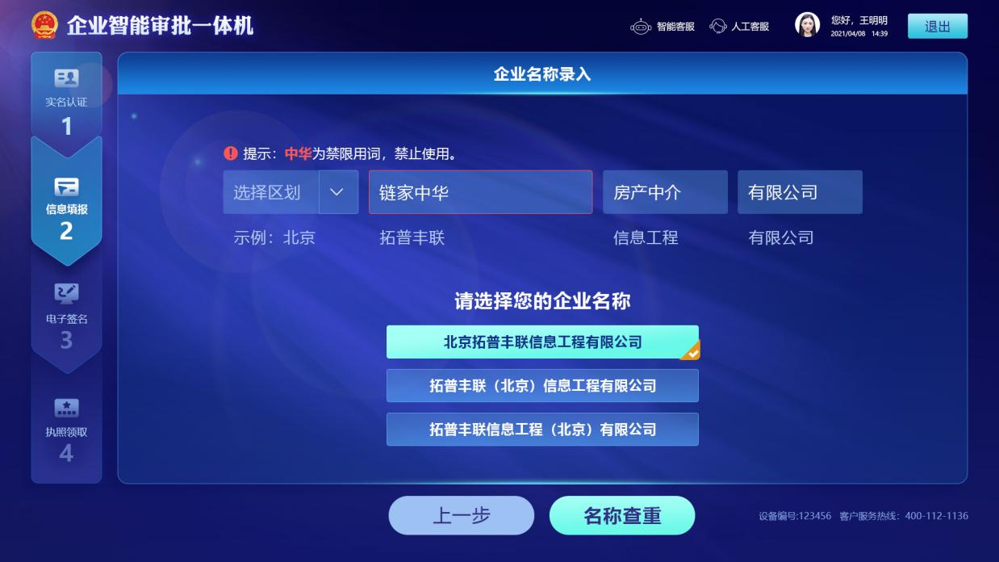 企业智能审批一体机
智能客服
人工客服
您好，王明明
2021/04/08 14:39
退出
实名认证
1
信息填报
2
电子签名
3
执照领取
4
企业名称录入
提示：中华为禁限用词，禁止使用。
选择区划
链家中华
房产中介
有限公司
示例：北京
拓普丰联
信息工程
有限公司
请选择您的企业名称
北京拓普丰联信息工程有限公司
拓普丰联（北京）信息工程有限公司
拓普丰联信息工程（北京）有限公司
上一步
名称查重
设备编号:123456 客户服务热线：400-112-1136